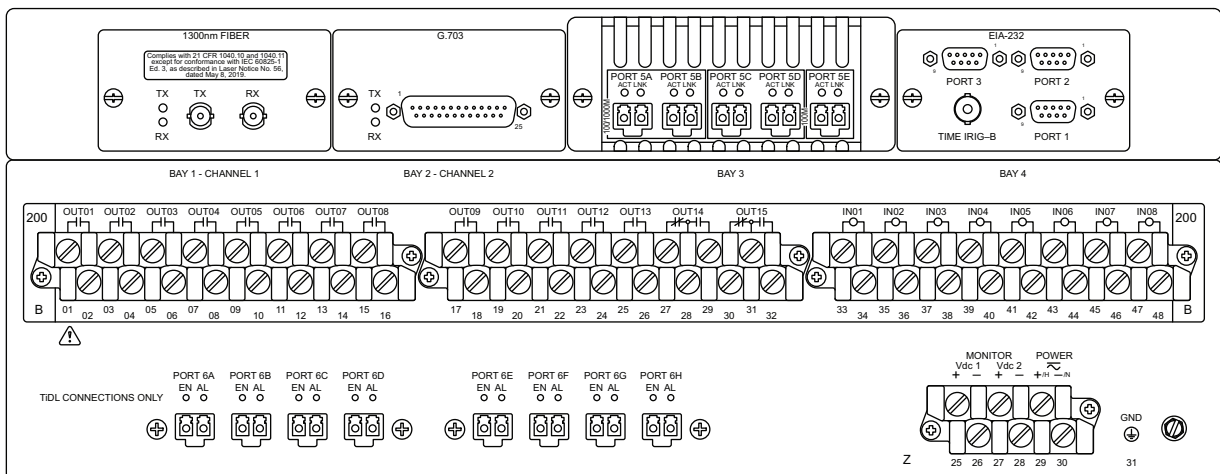 1300nm FIBER
Complies with 21 CFR 1040.10 and 1040.11
except for conformance with IEC 60825-1
Ed. 3, as described in Laser Notice No. 56,
dated May 8, 2019.
TX TX RX
RX
G.703
TX 1
RX 25
PORT 5A PORT 5B PORT 5C PORT 5D PORT 5E
ACT LNK ACT LNK ACT LNK ACT LNK ACT LNK
100/1000M 100M
EIA-232
1 1
9 9
PORT 3 PORT 2
1
9
TIME IRIG–B PORT 1
BAY 1 - CHANNEL 1 BAY 2 - CHANNEL 2 BAY 3 BAY 4
200 OUT01 OUT02 OUT03 OUT04 OUT05 OUT06 OUT07 OUT08 OUT09 OUT10 OUT11 OUT12 OUT13 OUT14 OUT15 IN01 IN02 IN03 IN04 IN05 IN06 IN07 IN08 200
B 01 02 03 04 05 06 07 08 09 10 11 12 13 14 15 16 17 18 19 20 21 22 23 24 25 26 27 28 29 30 31 32 33 34 35 36 37 38 39 40 41 42 43 44 45 46 47 48 B
PORT 6A PORT 6B PORT 6C PORT 6D PORT 6E PORT 6F PORT 6G PORT 6H
EN AL EN AL EN AL EN AL EN AL EN AL EN AL EN AL
TiDL CONNECTIONS ONLY
MONITOR POWER
Vdc 1 Vdc 2
+ – + – +/H –/N
GND
Z 25 26 27 28 29 30 31